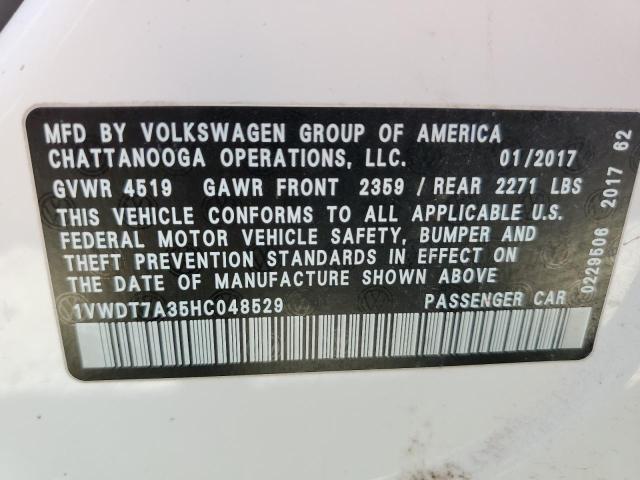 MFD BY VOLKSWAGEN GROUP OF AMERICA
CHATTANOOGA OPERATIONS, LLC. 01/2017
GVWR 4519 GAWR FRONT 2359 / REAR 2271 LBS
THIS VEHICLE CONFORMS TO ALL APPLICABLE U.S.
FEDERAL MOTOR VEHICLE SAFETY, BUMPER AND
THEFT PREVENTION STANDARDS IN EFFECT ON
THE DATE OF MANUFACTURE SHOWN ABOVE
1VWDT7A35HC048529 PASSENGER CAR
0229506 2017 62